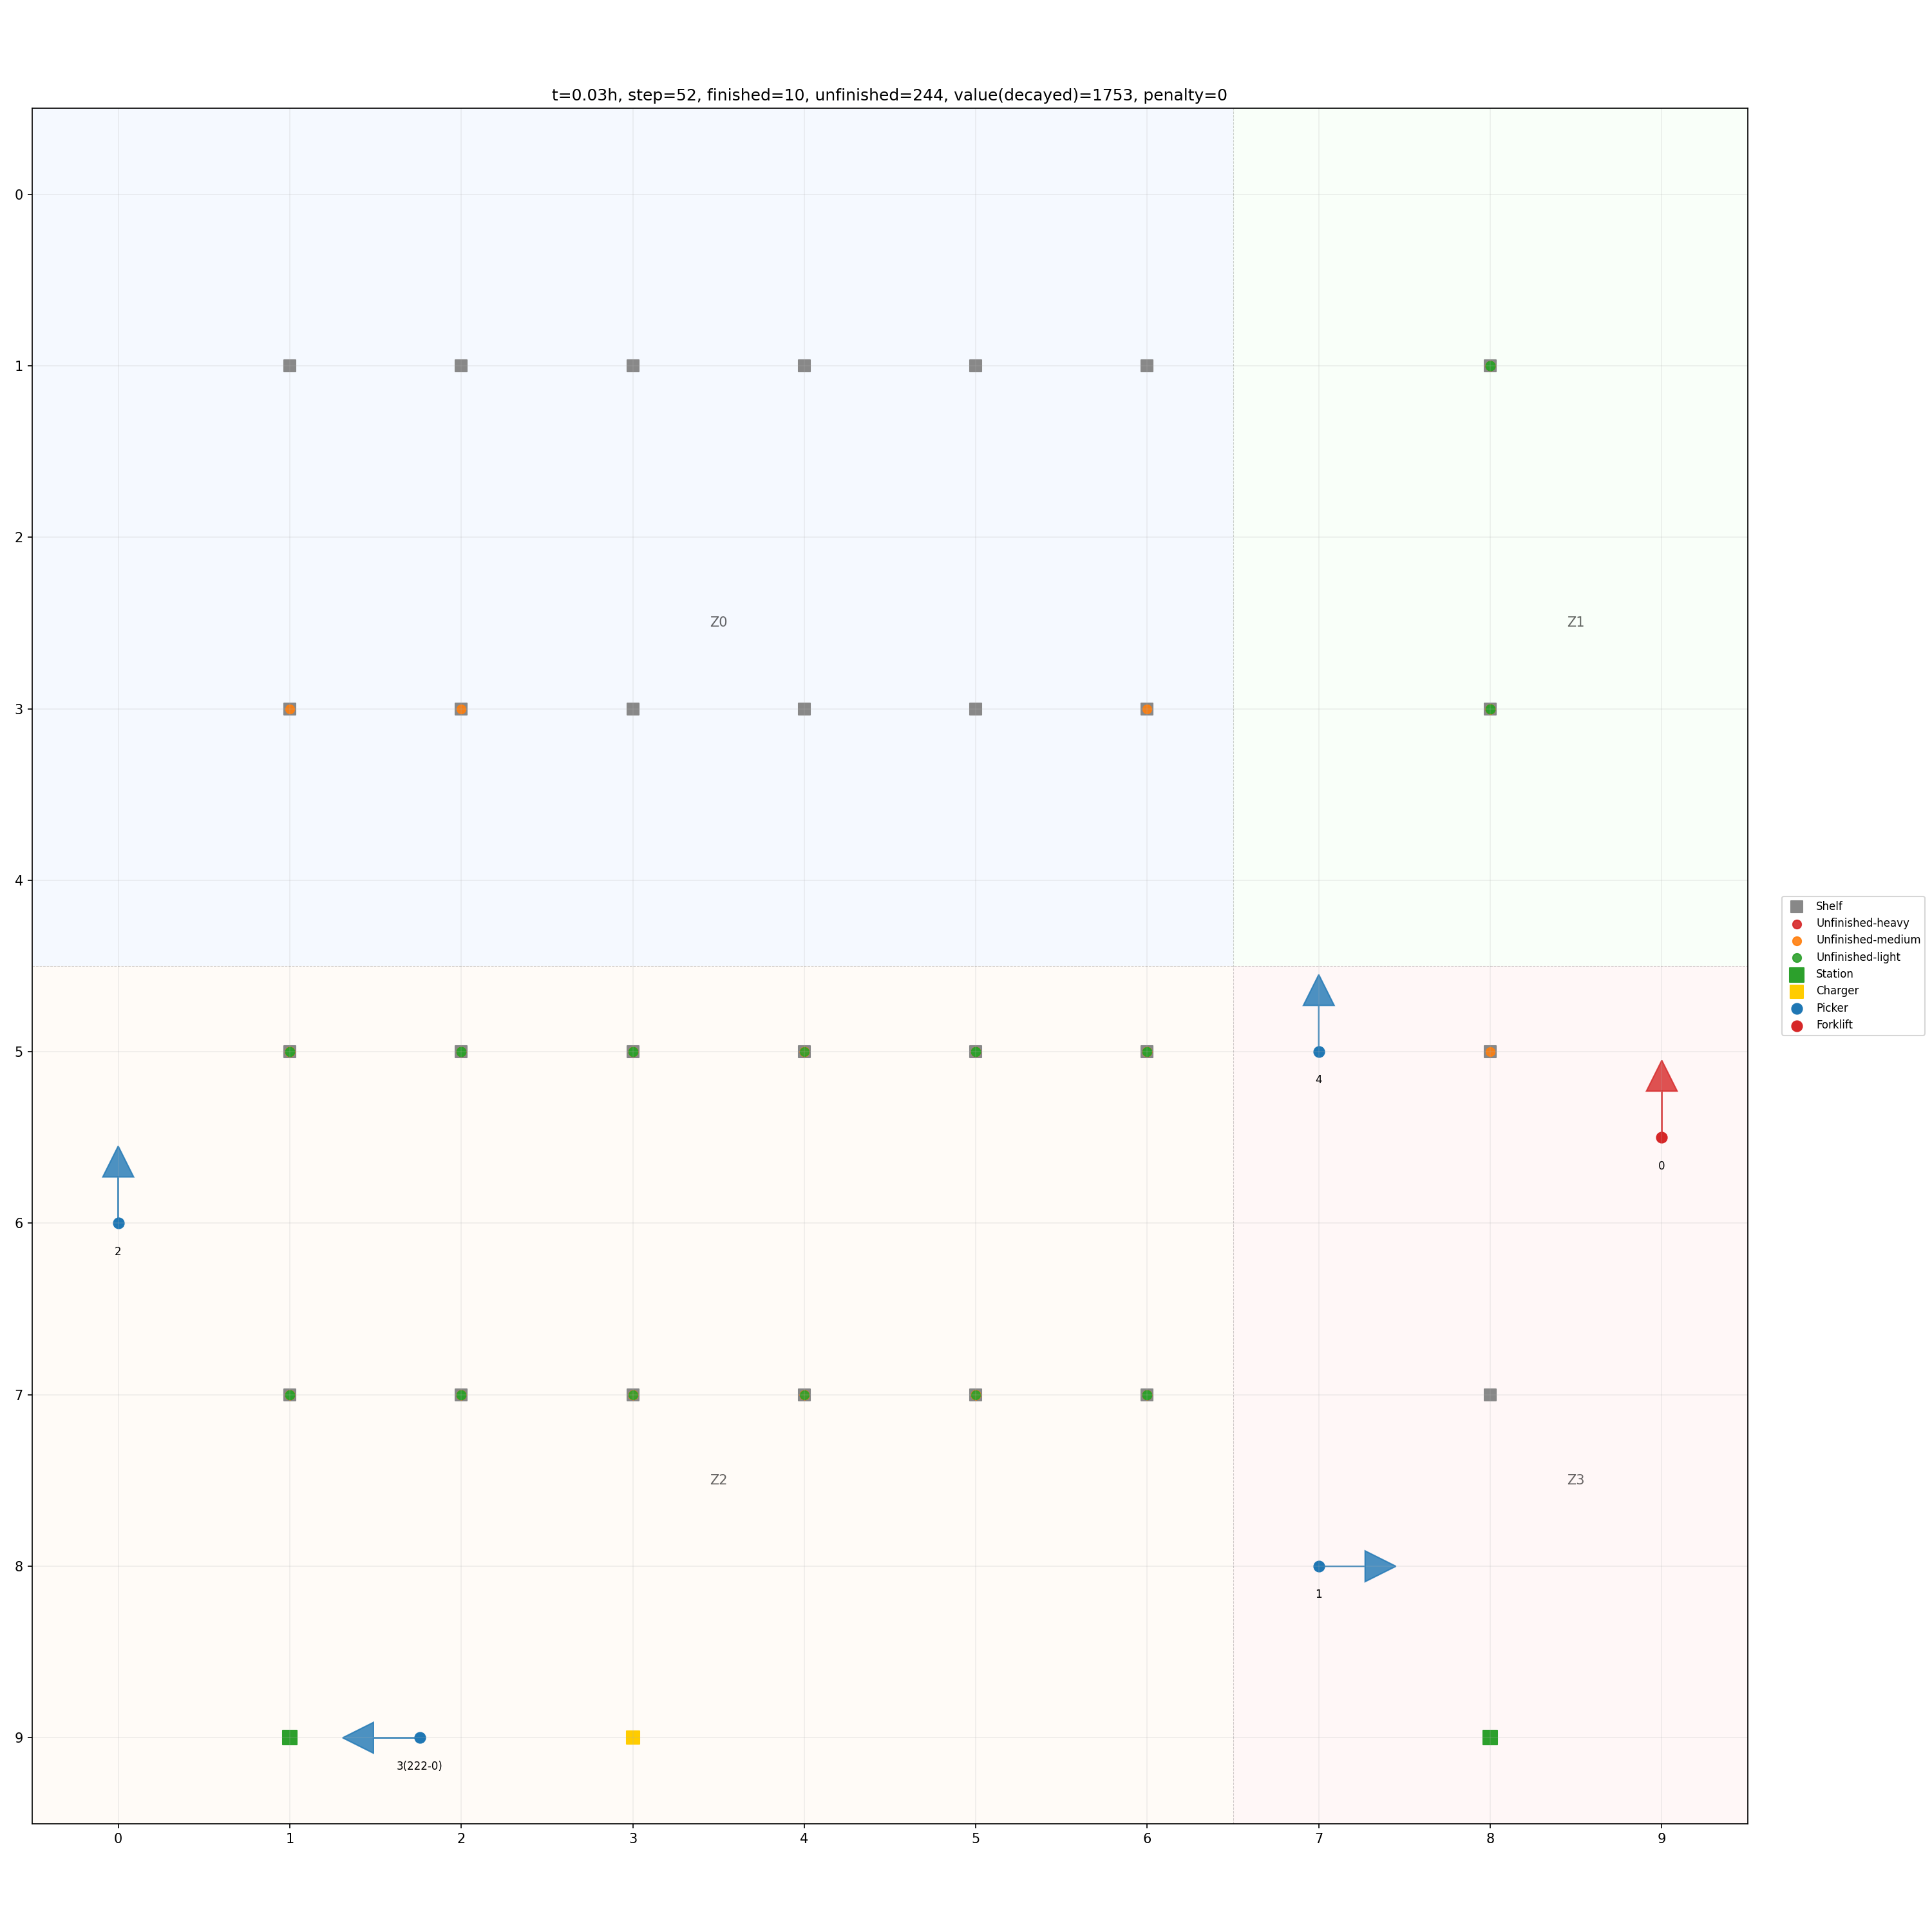 t=0.03h, step=52, finished=10, unfinished=244, value(decayed)=1753, penalty=0
0
1
2
Z0
Z1
3
4
Shelf
Unfinished-heavy
Unfinished-medium
Unfinished-light
Station
Charger
Picker
Forklift
5
4
0
6
2
7
Z2
Z3
8
1
9
3(222-0)
0
1
2
3
4
5
6
7
8
9